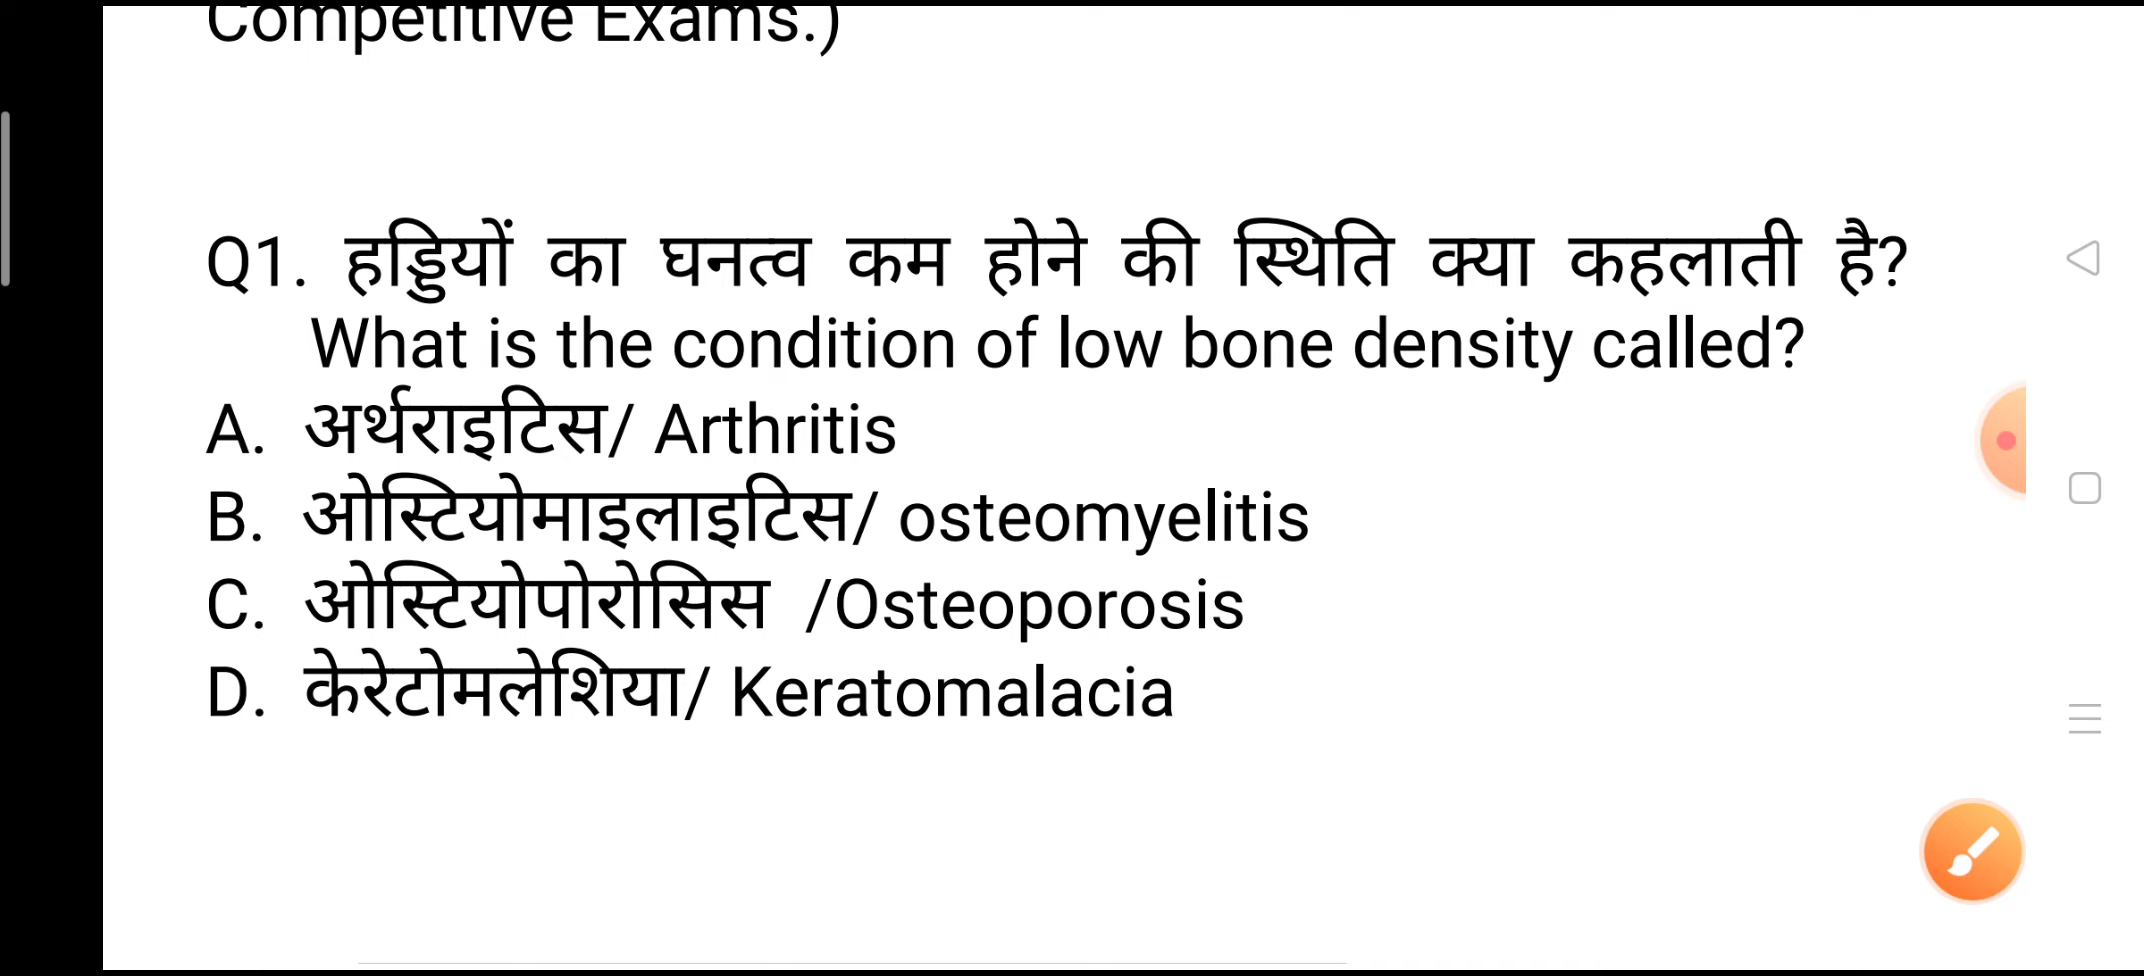 Competitive Exams.)
Q1. हड्डियों का घनत्व कम होने की स्थिति क्या कहलाती है?
What is the condition of low bone density called?
A. अर्थराइटिस/ Arthritis
B. ओस्टियोमाइलाइटिस/ osteomyelitis
C. ओस्टियोपोरोसिस /Osteoporosis
D. केरेटोमलेशिया/ Keratomalacia